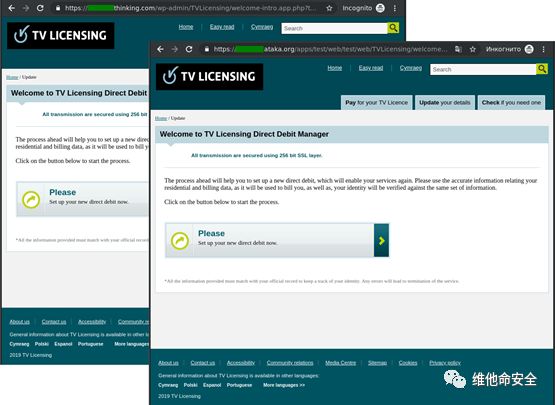 https://thinking.com/wp-admin/TVLicensing/welcome-intro.app.php?t... Incognito
Home Easy read Cymraeg
Search
TV LICENSING
Home / Update
Welcome to TV Licensing Direct Debit
All transmission are secured using 256 bit
The process ahead will help you to set up a new direct
residential and billing data, as it will be used to bill you
Click on the button below to start the process.
Please
Set up your new direct debit now.
*All the information provided must match with your official record
About us Contact us Accessibility Community re
General information about TV Licensing is available in other
Cymraeg Polski Espanol Portuguese More languages
2019 TV Licensing
https://ataka.org/apps/test/web/test/web/TVLicensing/welcome... Инкогнито
Home Easy read Cymraeg
Search
TV LICENSING
Pay for your TV Licence Update your details Check if you need one
Home / Update
Welcome to TV Licensing Direct Debit Manager
All transmission are secured using 256 bit SSL layer.
The process ahead will help you to set up a new direct debit, which will enable your services again. Please use the accurate information relating your
residential and billing data, as it will be used to bill you, as well as, your identity will be verified against the same set of information.
Click on the button below to start the process.
Please
Set up your new direct debit now.
*All the information provided must match with your official record to keep a track of your identity. Any errors will lead to termination of the service.
About us Contact us Accessibility Community relations Media Centre Sitemap Cookies Privacy policy
General information about TV Licensing is available in other languages:
Cymraeg Polski Espanol Portuguese More languages >>
2019 TV Licensing
维他命安全